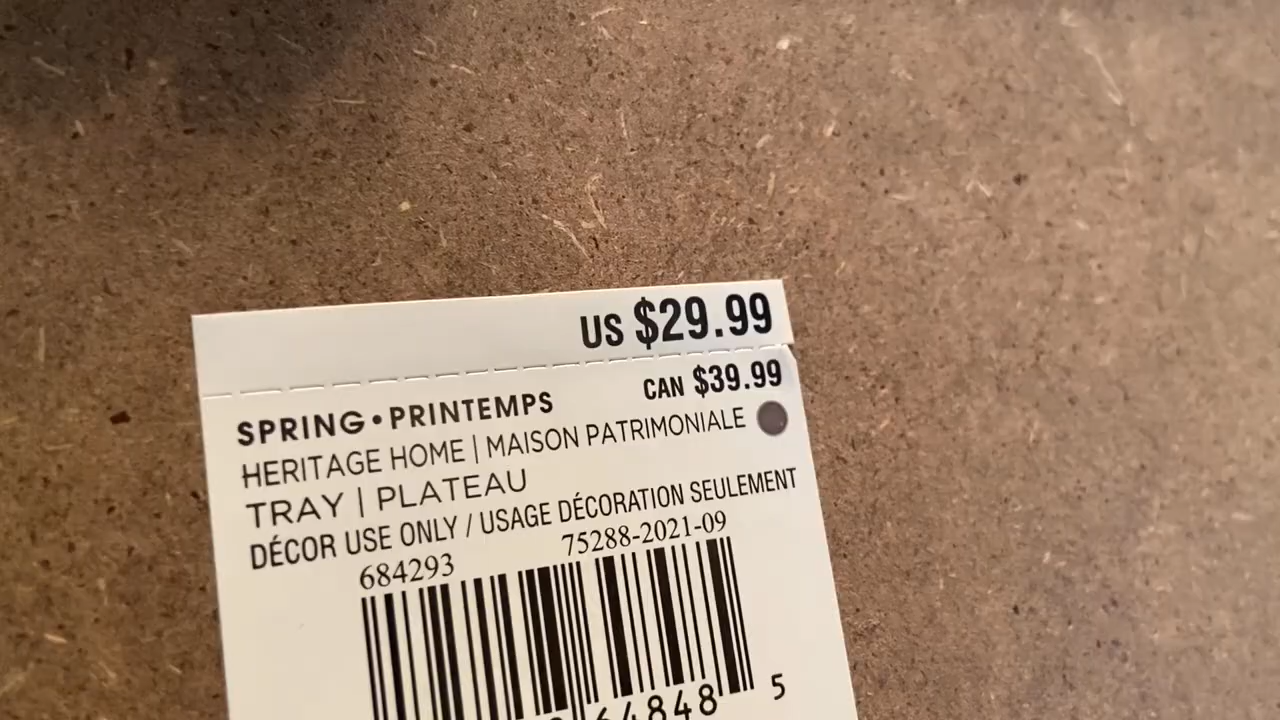 US $29.99
CAN $39.99
SPRING•PRINTEMPS
HERITAGE HOME | MAISON PATRIMONIALE
TRAY | PLATEAU
DÉCOR USE ONLY / USAGE DÉCORATION SEULEMENT
684293 75288-2021-09
64848 5